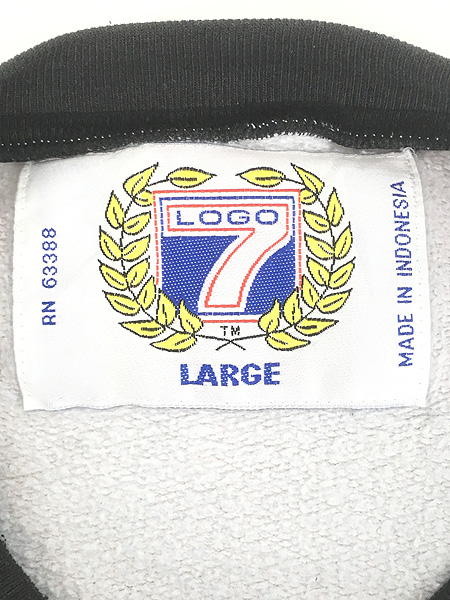 LOGO
7
TM
LARGE
RN 63388
MADE IN INDONESIA